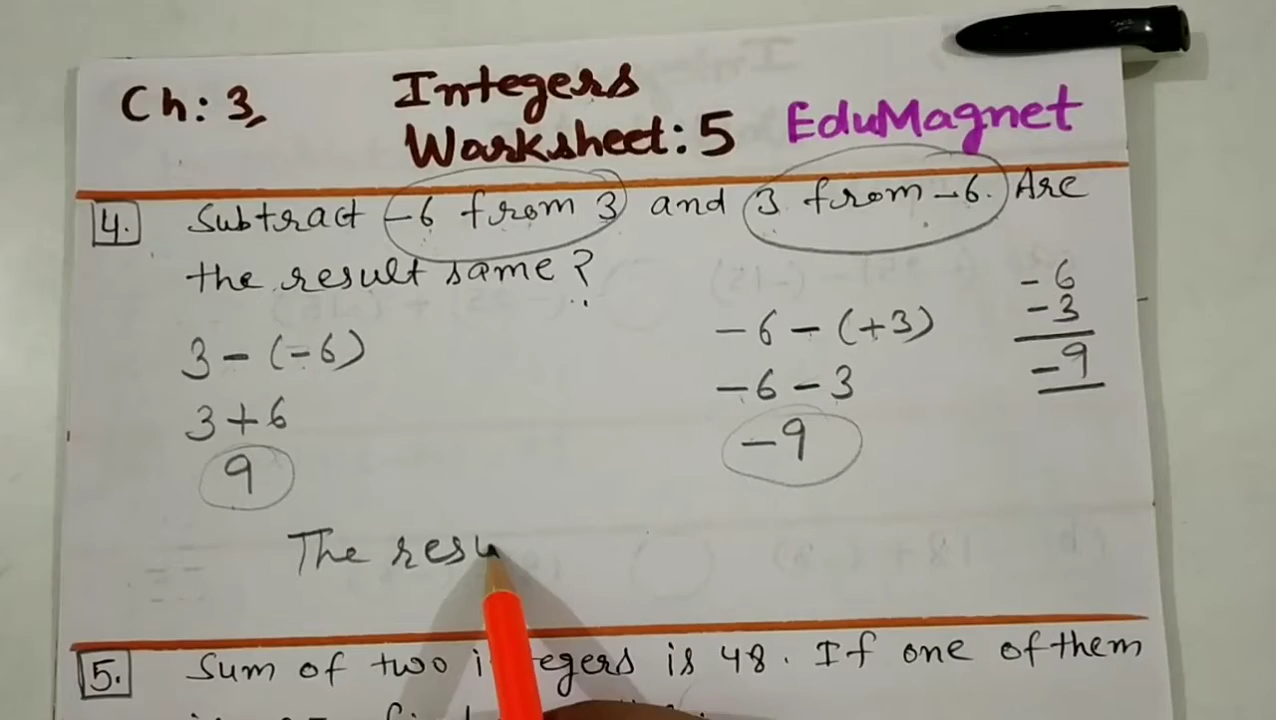 Ch: 3,
Integers
Worksheet: 5
EduMagnet
4. Subtract -6 from 3 and 3 from -6. Are
the result same?
3 - (-6)
3 + 6
9
-6 - (+3)
-6 - 3
-9
-6
-3
-9
The resu
5. Sum of two integers is 48. If one of them